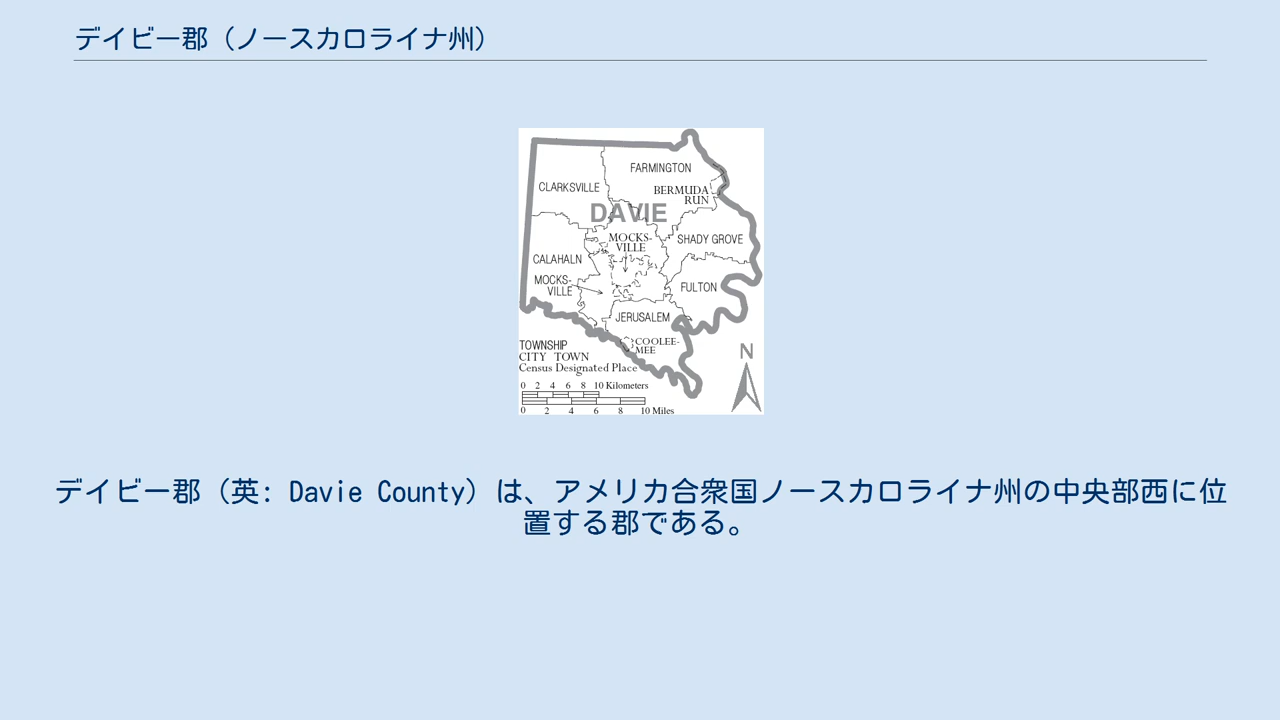 デイビー郡（ノースカロライナ州）
FARMINGTON
CLARKSVILLE
BERMUDA
RUN
DAVIE
MOCKS-
VILLE
SHADY GROVE
CALAHALN
MOCKS-
VILLE
FULTON
JERUSALEM
COOLEE-
MEE
TOWNSHIP
CITY TOWN
Census Designated Place
N
0 2 4 6 8 10 Kilometers
0 2 4 6 8 10 Miles
デイビー郡（英: Davie County）は、アメリカ合衆国ノースカロライナ州の中央部西に位
置する郡である。